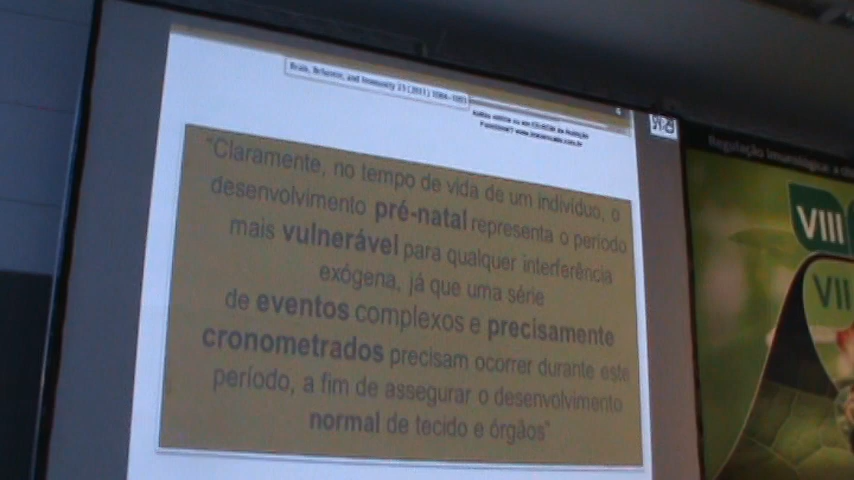 Brain, Behavior, and Immunity 25 (2011) 1084-1093
"Claramente, no tempo de vida de um indivíduo, o
desenvolvimento pré-natal representa o período
mais vulnerável para qualquer interferência
exógena, já que uma série
de eventos complexos e precisamente
cronometrados precisam ocorrer durante este
período, a fim de assegurar o desenvolvimento
normal de tecido e órgãos"
Regulação Imunológica:
VIII
VII